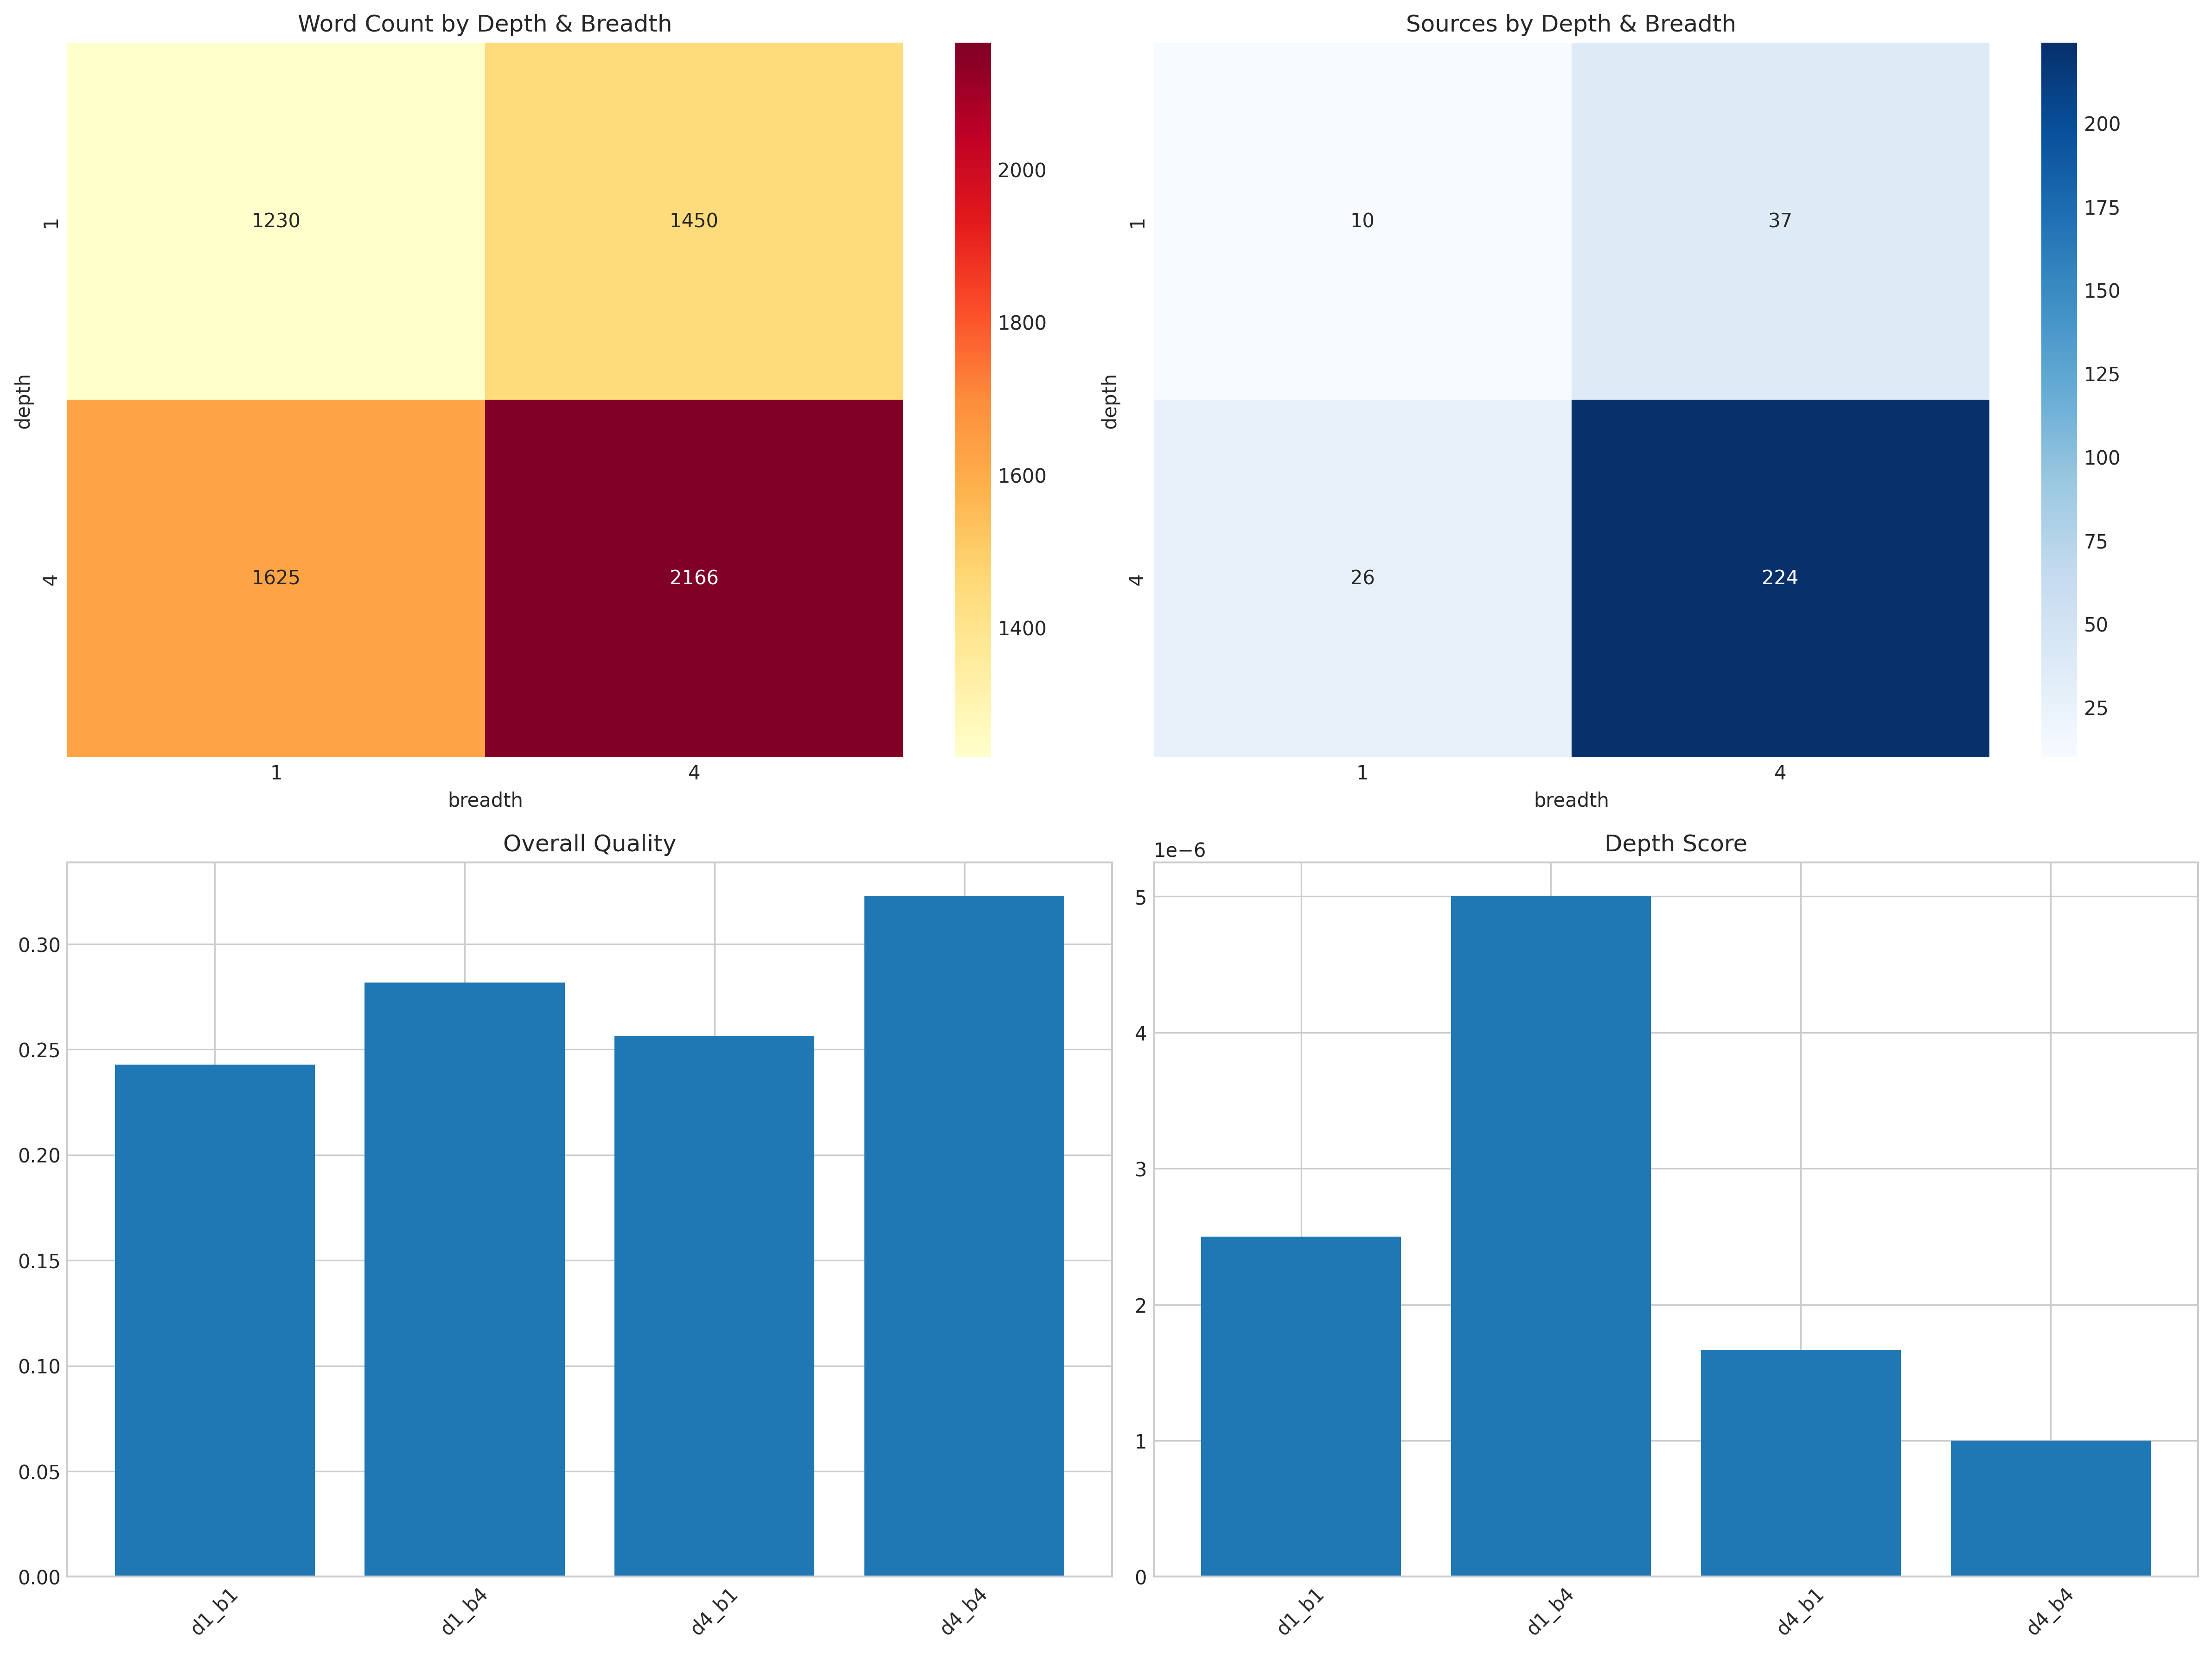 Word Count by Depth & Breadth
1230
1450
1625
2166
1
4
depth
1
4
breadth
2000
1800
1600
1400
Sources by Depth & Breadth
10
37
26
224
1
4
depth
1
4
breadth
200
175
150
125
100
75
50
25
Overall Quality
0.30
0.25
0.20
0.15
0.10
0.05
0.00
d1_b1
d1_b4
d4_b1
d4_b4
Depth Score
1e−6
5
4
3
2
1
0
d1_b1
d1_b4
d4_b1
d4_b4